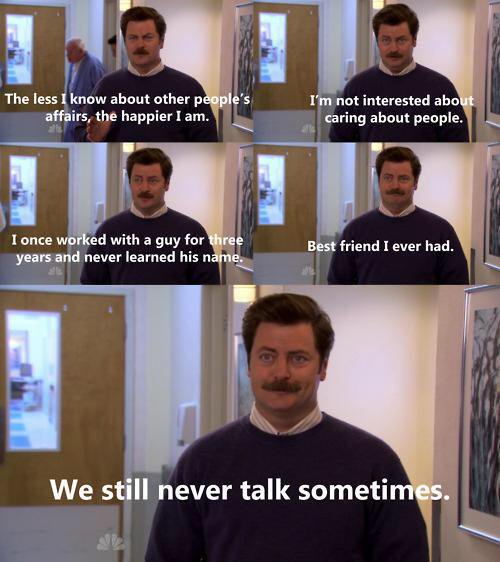 The less I know about other people's
affairs, the happier I am.
I'm not interested about
caring about people.
I once worked with a guy for three
years and never learned his name.
Best friend I ever had.
We still never talk sometimes.